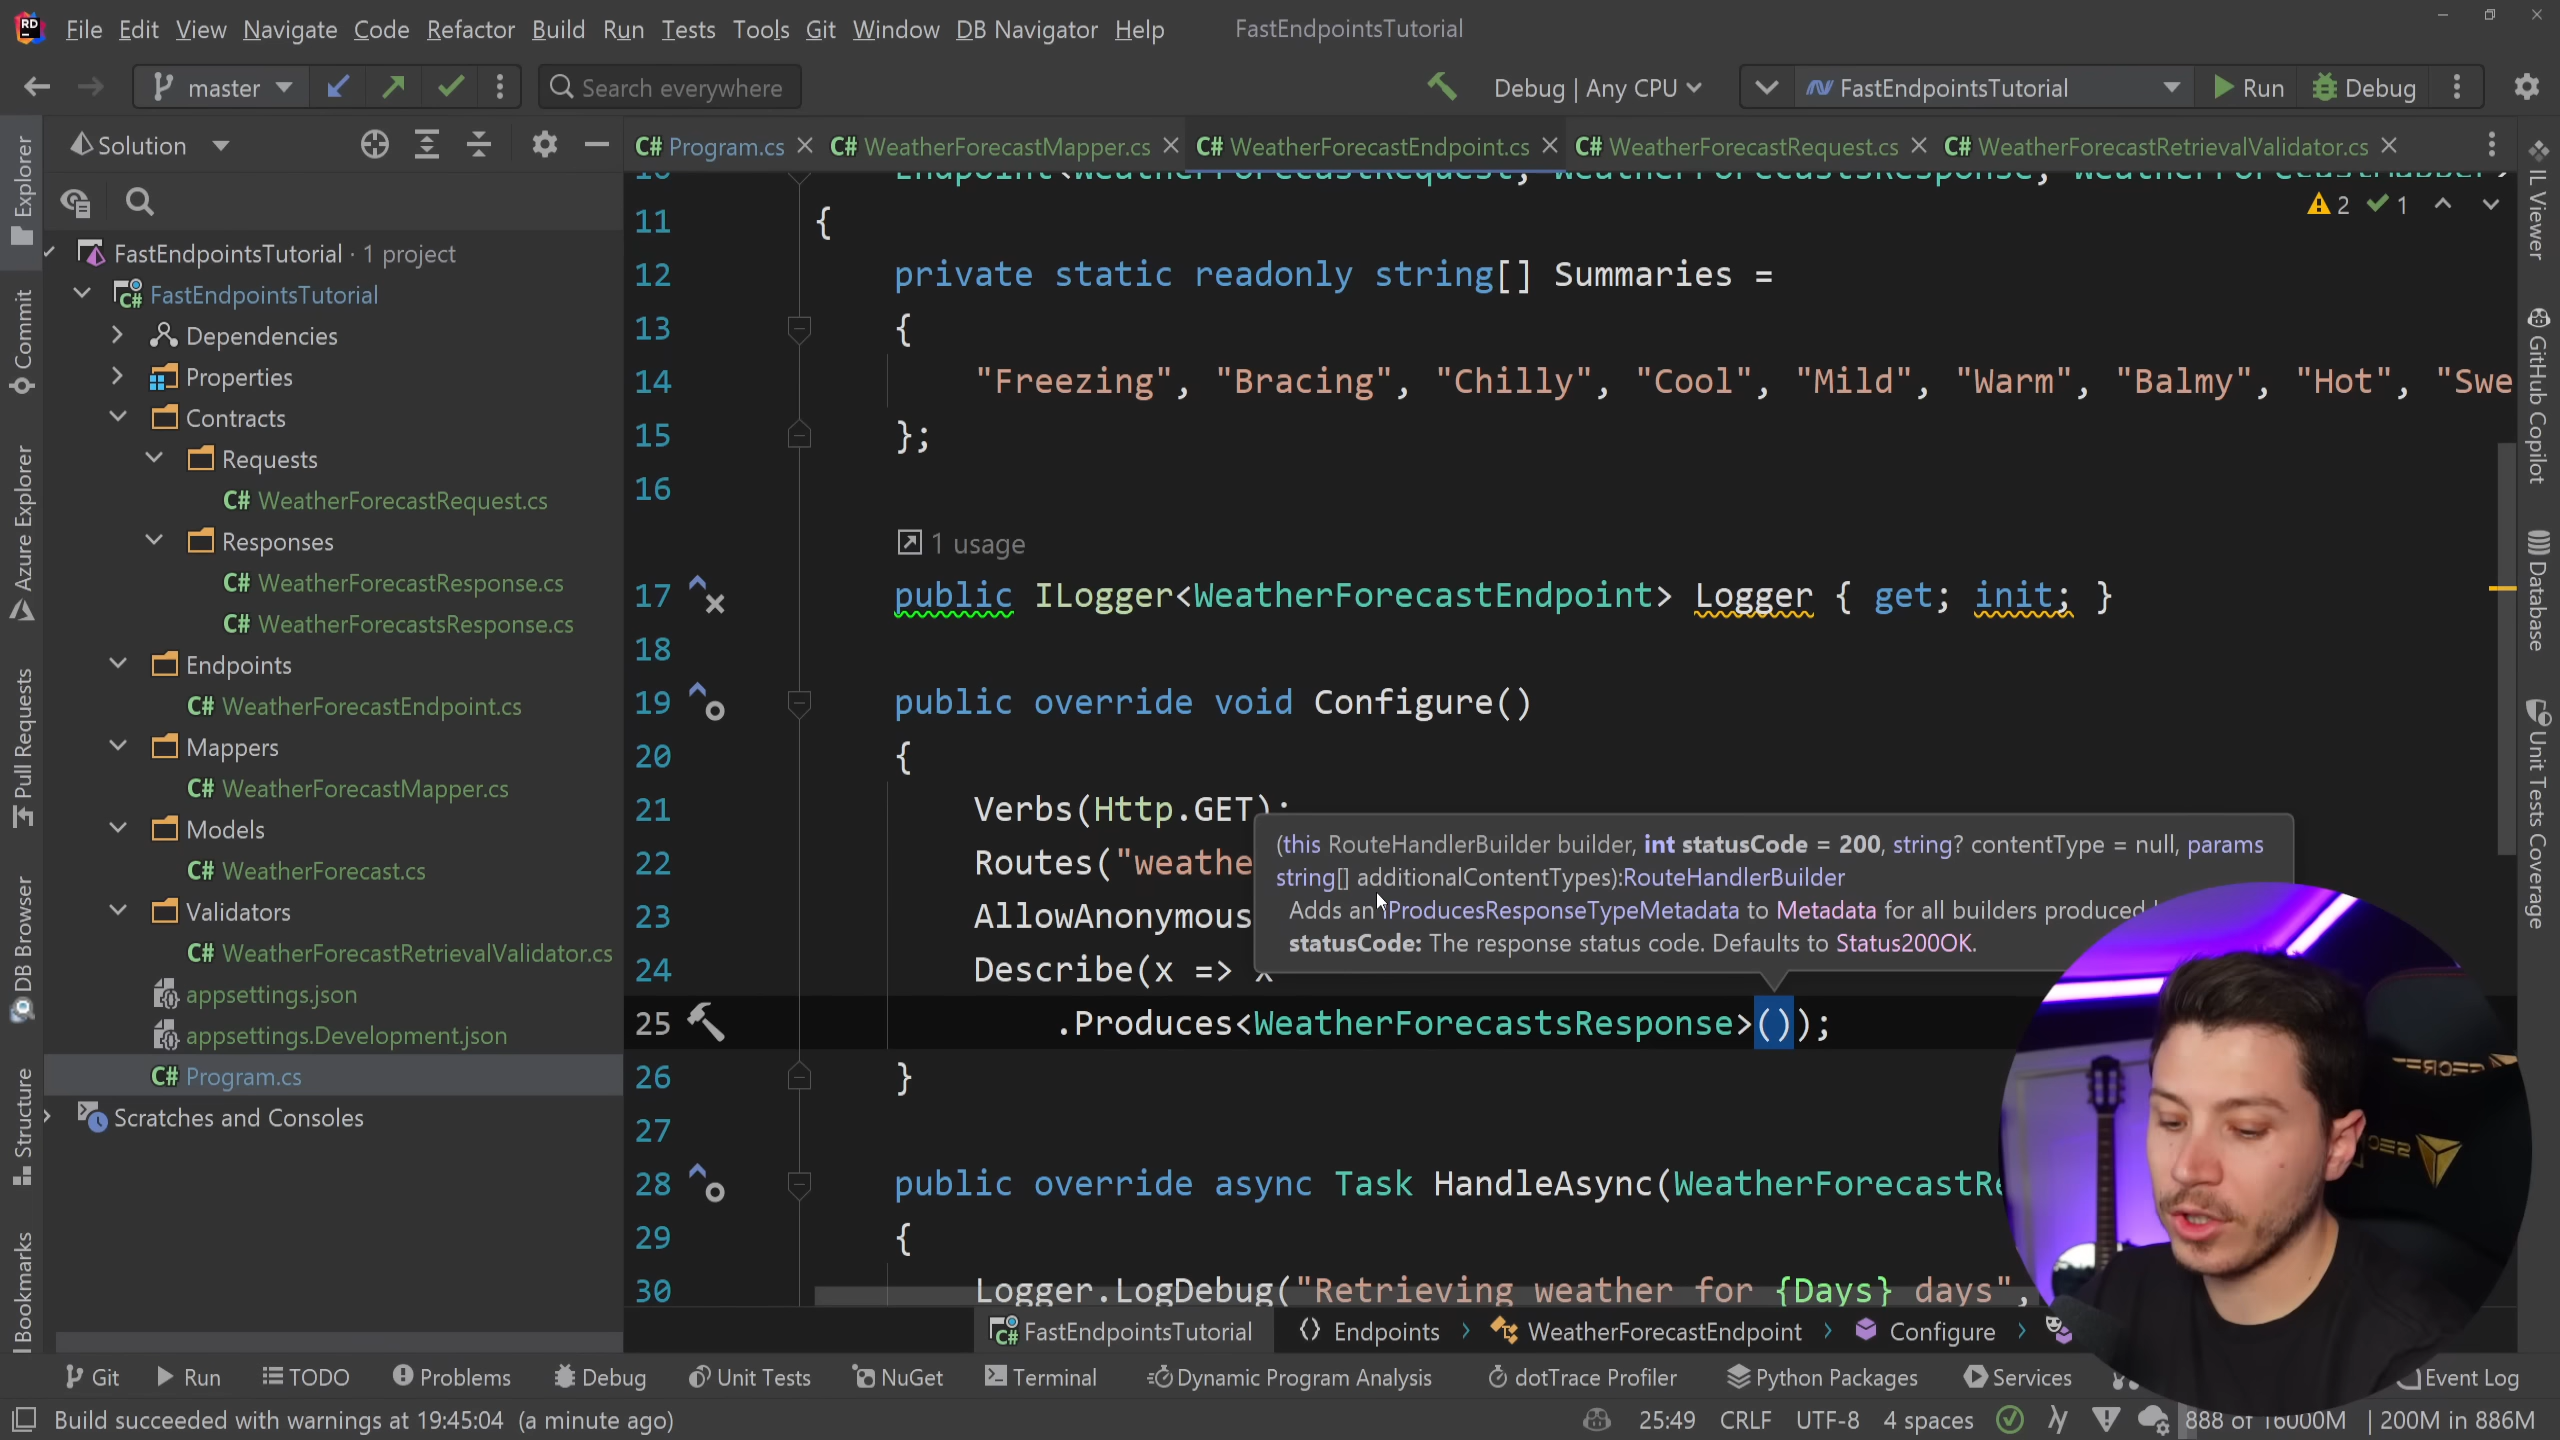 File Edit View Navigate Code Refactor Build Run Tests Tools Git Window DB Navigator Help FastEndpointsTutorial
master Search everywhere Debug | Any CPU FastEndpointsTutorial Run Debug
Solution
Program.cs WeatherForecastMapper.cs WeatherForecastEndpoint.cs WeatherForecastRequest.cs WeatherForecastRetrievalValidator.cs
Explorer
Commit
Azure Explorer
Pull Requests
DB Browser
Structure
Bookmarks
FastEndpointsTutorial · 1 project
FastEndpointsTutorial
Dependencies
Properties
Contracts
Requests
C# WeatherForecastRequest.cs
Responses
C# WeatherForecastResponse.cs
C# WeatherForecastsResponse.cs
Endpoints
C# WeatherForecastEndpoint.cs
Mappers
C# WeatherForecastMapper.cs
Models
C# WeatherForecast.cs
Validators
C# WeatherForecastRetrievalValidator.cs
appsettings.json
appsettings.Development.json
C# Program.cs
Scratches and Consoles
2 1
11 {
12 private static readonly string[] Summaries =
13 {
14 "Freezing", "Bracing", "Chilly", "Cool", "Mild", "Warm", "Balmy", "Hot", "Swe
15 };
16
1 usage
17 public ILogger<WeatherForecastEndpoint> Logger { get; init; }
18
19 public override void Configure()
20 {
21 Verbs(Http.GET);
22 Routes("weathe
23 AllowAnonymous
24 Describe(x => x
25 .Produces<WeatherForecastsResponse>());
26 }
27
28 public override async Task HandleAsync(WeatherForecastRe
29 {
30 Logger.LogDebug("Retrieving weather for {Days} days",
(this RouteHandlerBuilder builder, int statusCode = 200, string? contentType = null, params
string[] additionalContentTypes):RouteHandlerBuilder
Adds an IProducesResponseTypeMetadata to Metadata for all builders produced
statusCode: The response status code. Defaults to Status200OK.
IL Viewer
GitHub Copilot
Database
Unit Tests Coverage
FastEndpointsTutorial Endpoints WeatherForecastEndpoint Configure
Git Run TODO Problems Debug Unit Tests NuGet Terminal Dynamic Program Analysis dotTrace Profiler Python Packages Services Event Log
Build succeeded with warnings at 19:45:04 (a minute ago) 25:49 CRLF UTF-8 4 spaces 888 of 16000M 200M in 886M